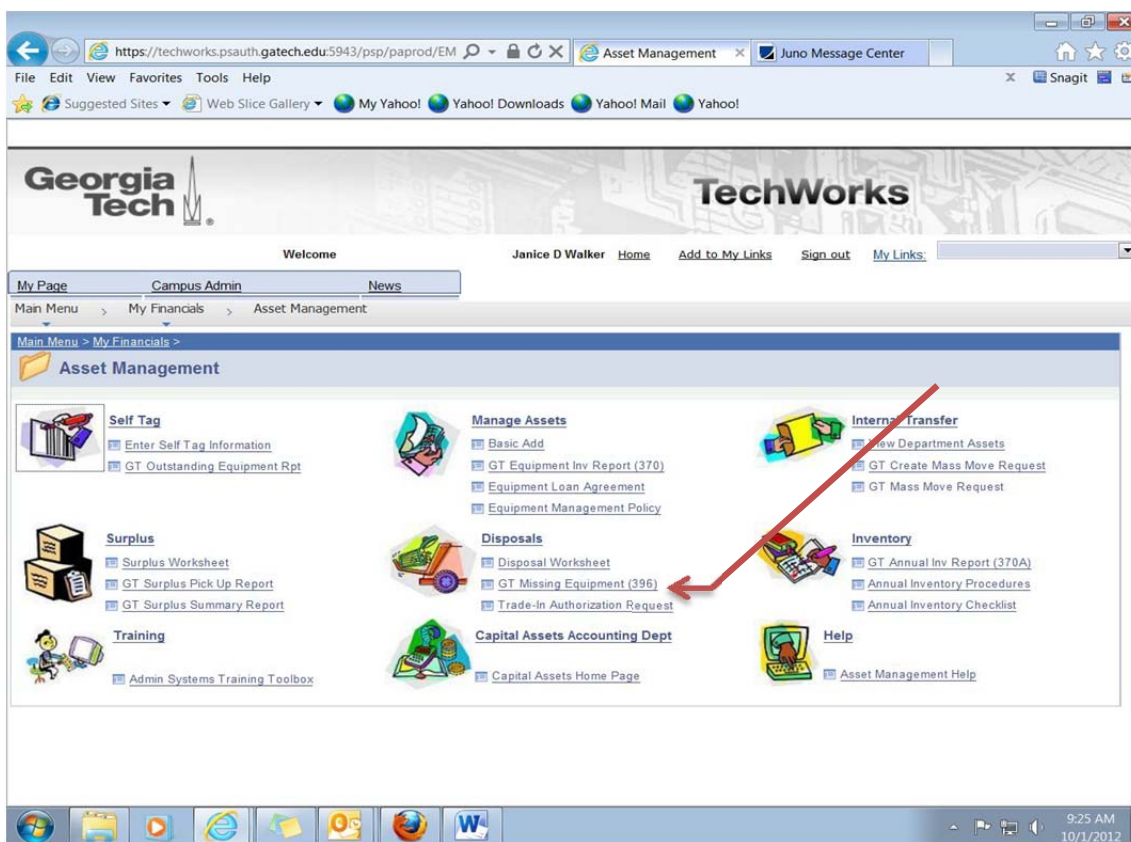 https://techworks.psauth.gatech.edu:5943/psp/paprod/EM
Asset Management
Juno Message Center
File Edit View Favorites Tools Help
Snagit
Suggested Sites
Web Slice Gallery
My Yahoo!
Yahoo! Downloads
Yahoo! Mail
Yahoo!
Georgia
Tech
TechWorks
Welcome
Janice D Walker Home Add to My Links Sign out My Links:
My Page Campus Admin News
Main Menu > My Financials > Asset Management
Main Menu > My Financials >
Asset Management
Self Tag
Enter Self Tag Information
GT Outstanding Equipment Rpt
Manage Assets
Basic Add
GT Equipment Inv Report (370)
Equipment Loan Agreement
Equipment Management Policy
Internal Transfer
View Department Assets
GT Create Mass Move Request
GT Mass Move Request
Surplus
Surplus Worksheet
GT Surplus Pick Up Report
GT Surplus Summary Report
Disposals
Disposal Worksheet
GT Missing Equipment (396)
Trade-In Authorization Request
Inventory
GT Annual Inv Report (370A)
Annual Inventory Procedures
Annual Inventory Checklist
Training
Admin Systems Training Toolbox
Capital Assets Accounting Dept
Capital Assets Home Page
Help
Asset Management Help
9:25 AM
10/1/2012